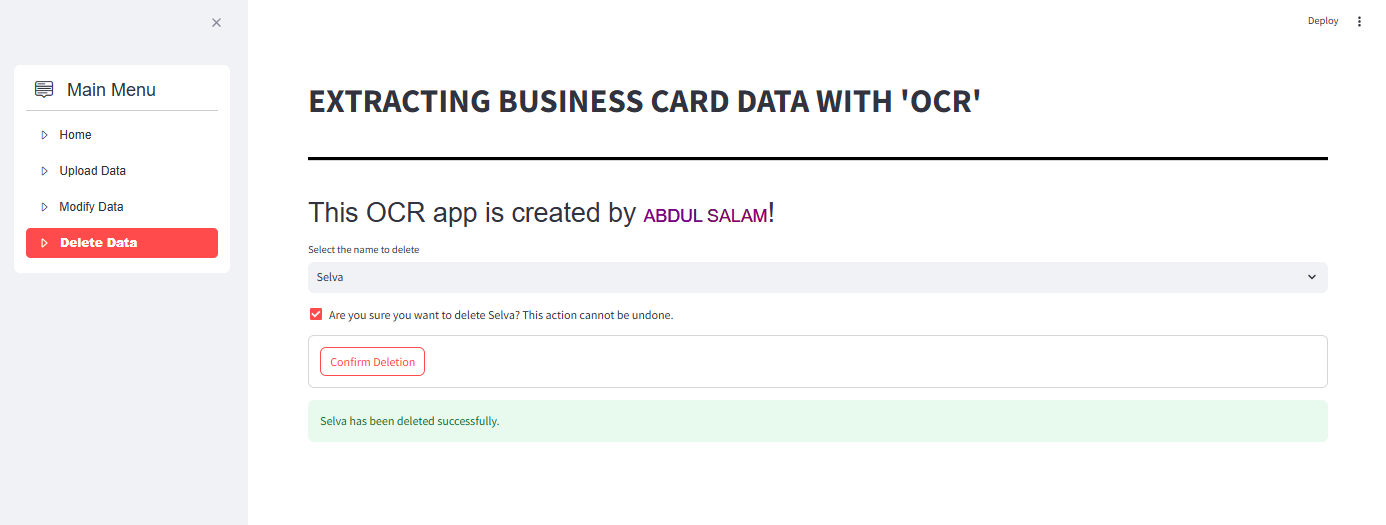 Deploy
Main Menu
Home
Upload Data
Modify Data
Delete Data
EXTRACTING BUSINESS CARD DATA WITH 'OCR'
This OCR app is created by ABDUL SALAM!
Select the name to delete
Selva
Are you sure you want to delete Selva? This action cannot be undone.
Confirm Deletion
Selva has been deleted successfully.